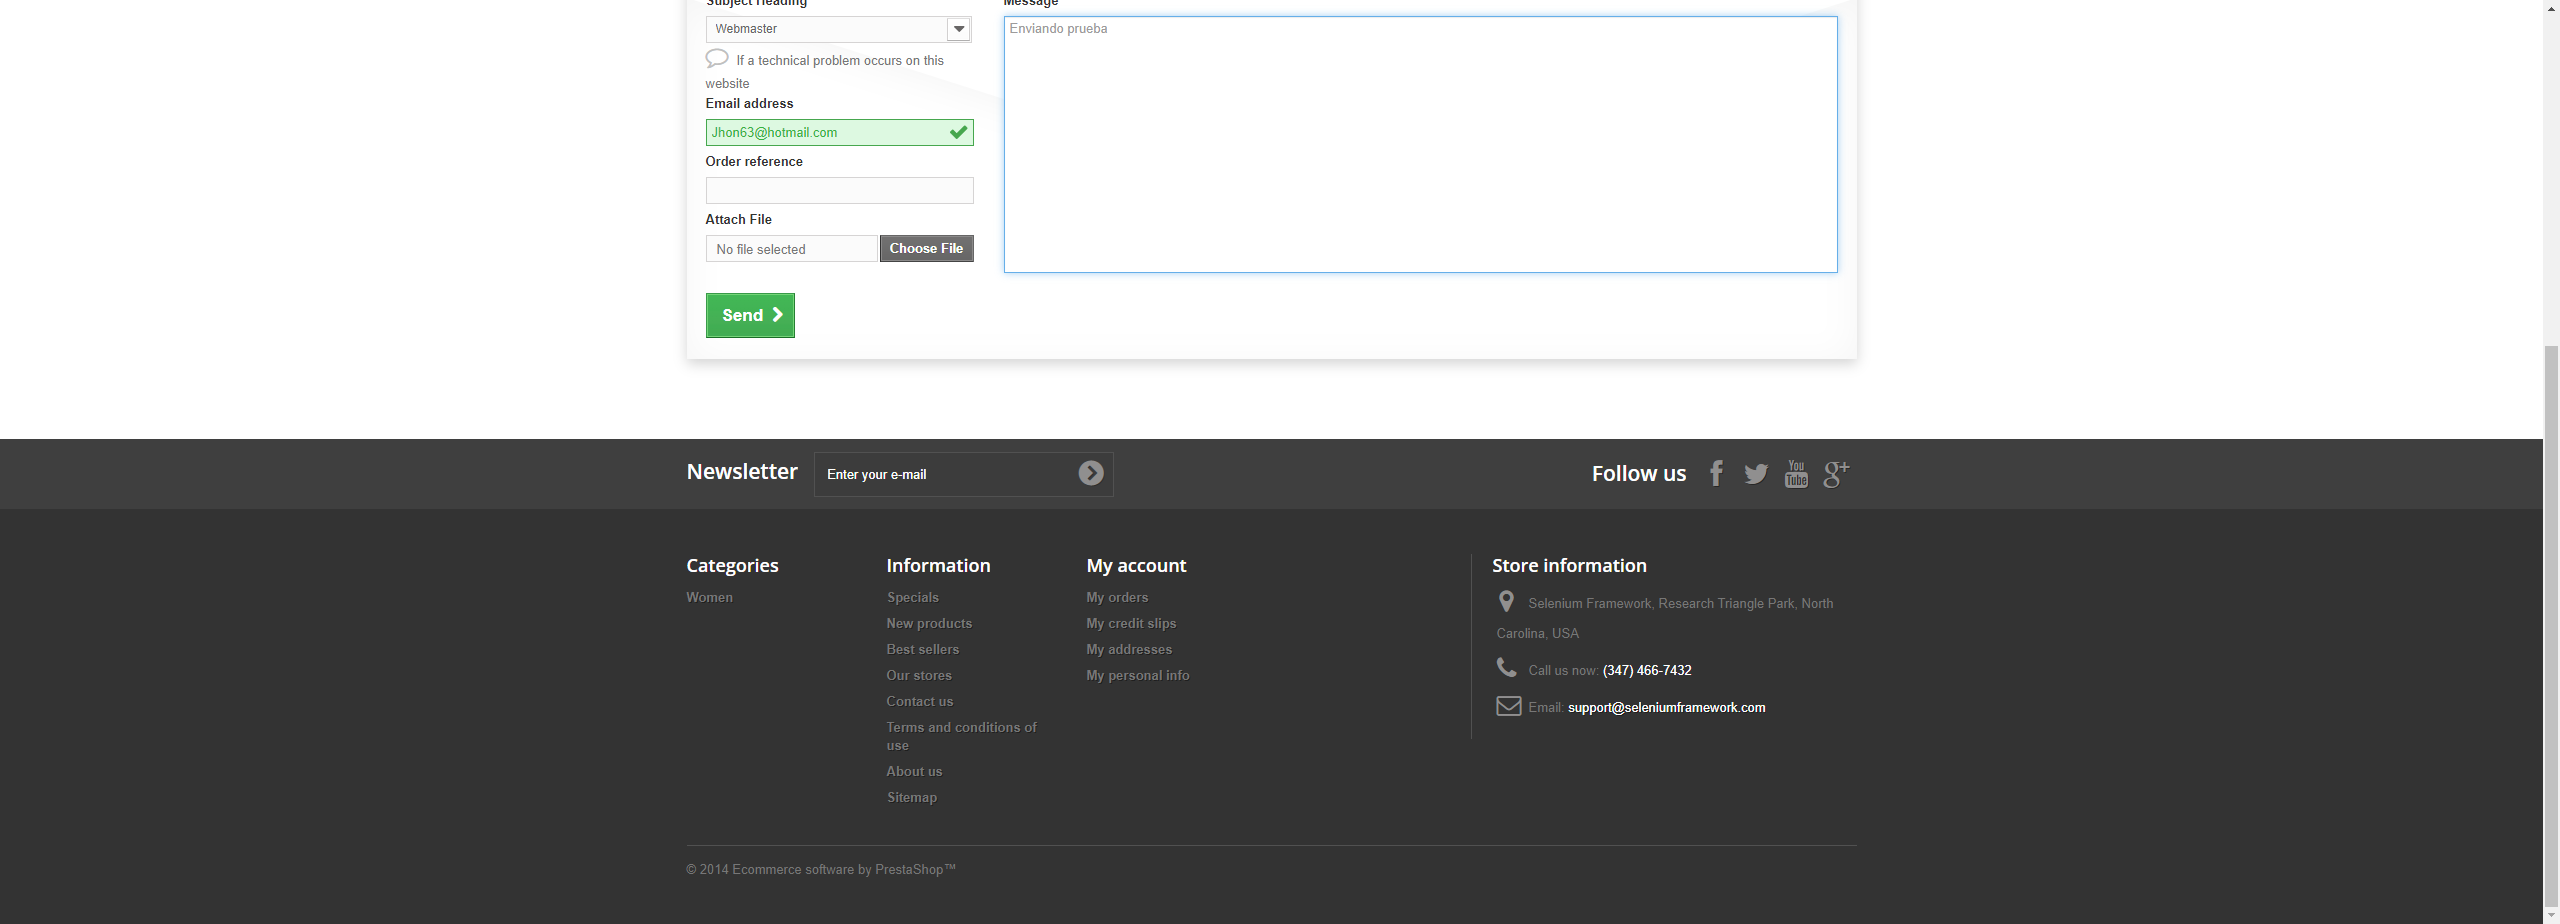 Subject Heading
Message
Webmaster
Enviando prueba
If a technical problem occurs on this
website
Email address
Jhon63@hotmail.com
Order reference
Attach File
No file selected
Choose File
Send
Newsletter
Enter your e-mail
Follow us
You
Tube
g+
Categories
Women
Information
Specials
New products
Best sellers
Our stores
Contact us
Terms and conditions of
use
About us
Sitemap
My account
My orders
My credit slips
My addresses
My personal info
Store information
Selenium Framework, Research Triangle Park, North
Carolina, USA
Call us now: (347) 466-7432
Email: support@seleniumframework.com
© 2014 Ecommerce software by PrestaShop™